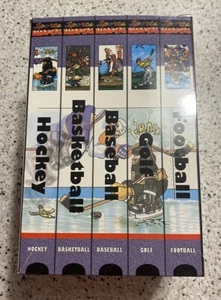 Hockey
Basketball
Baseball
Golf
Football
HOCKEY
BASKETBALL
BASEBALL
GOLF
FOOTBALL